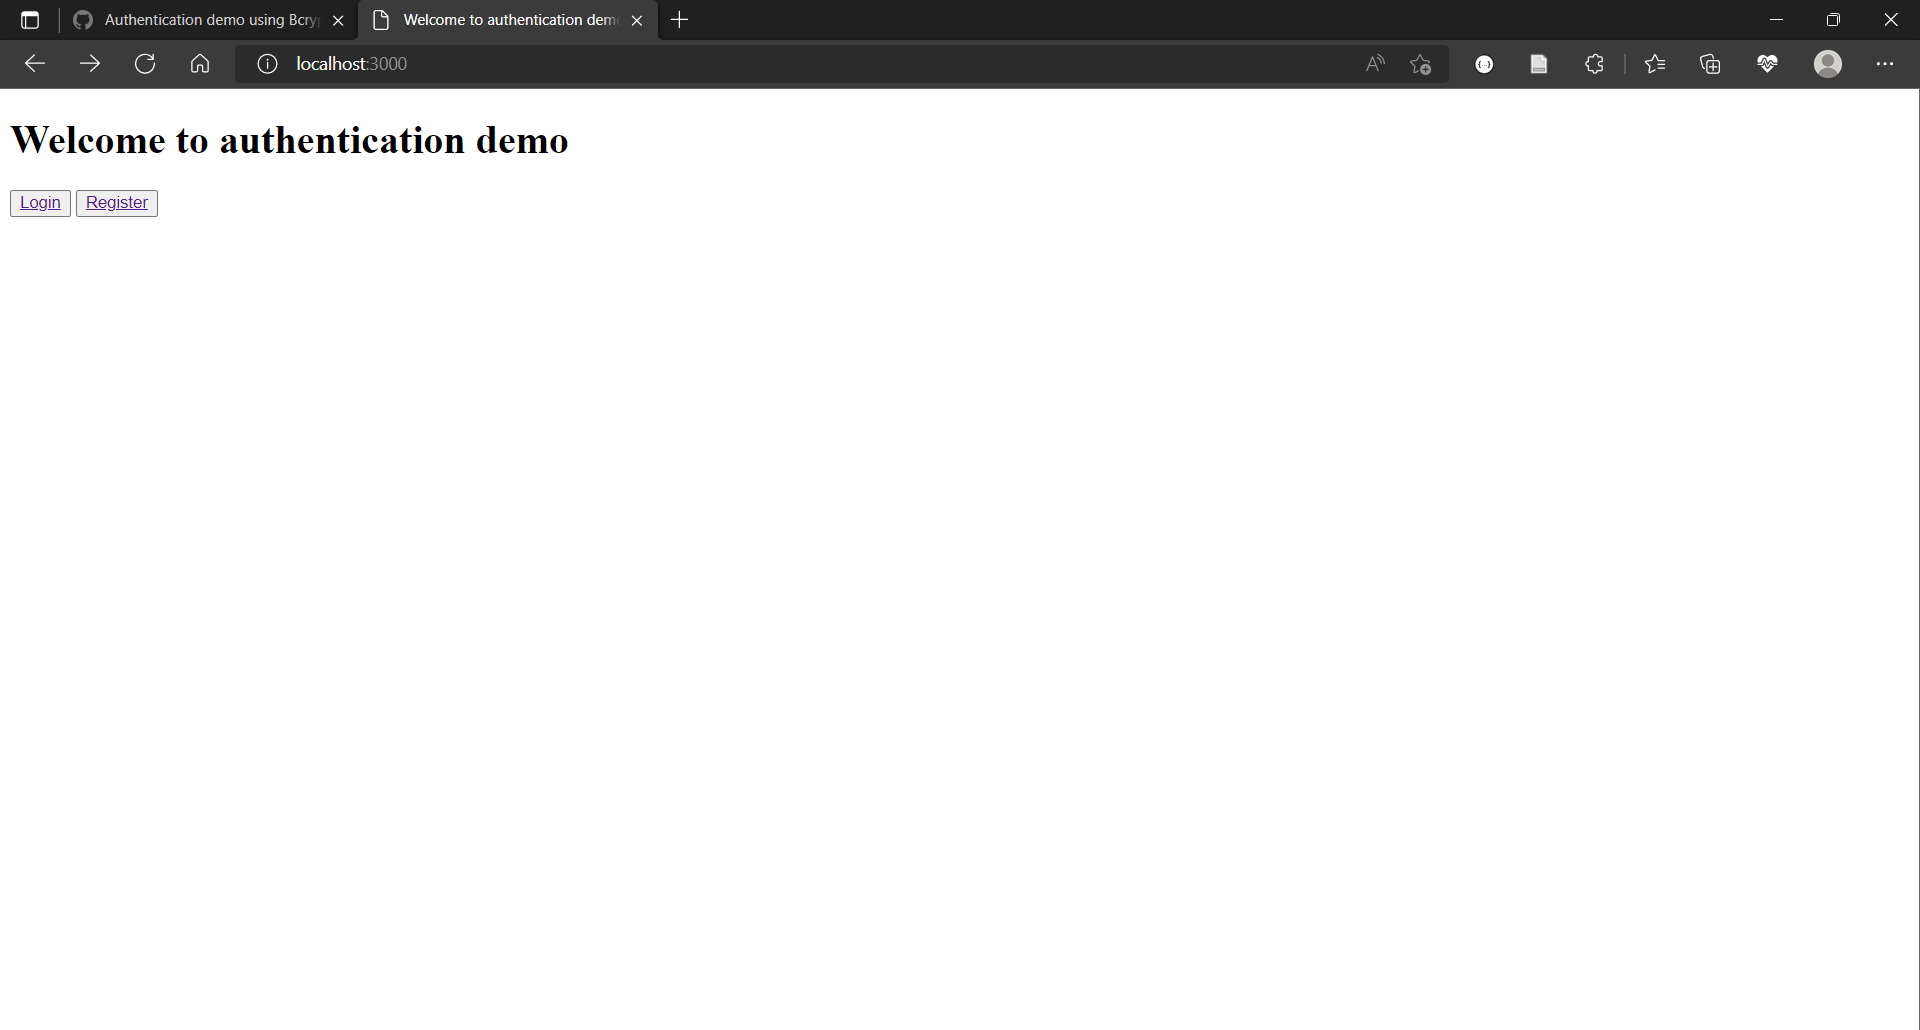 Authentication demo using Bcry
Welcome to authentication dem
localhost:3000
Welcome to authentication demo
Login Register